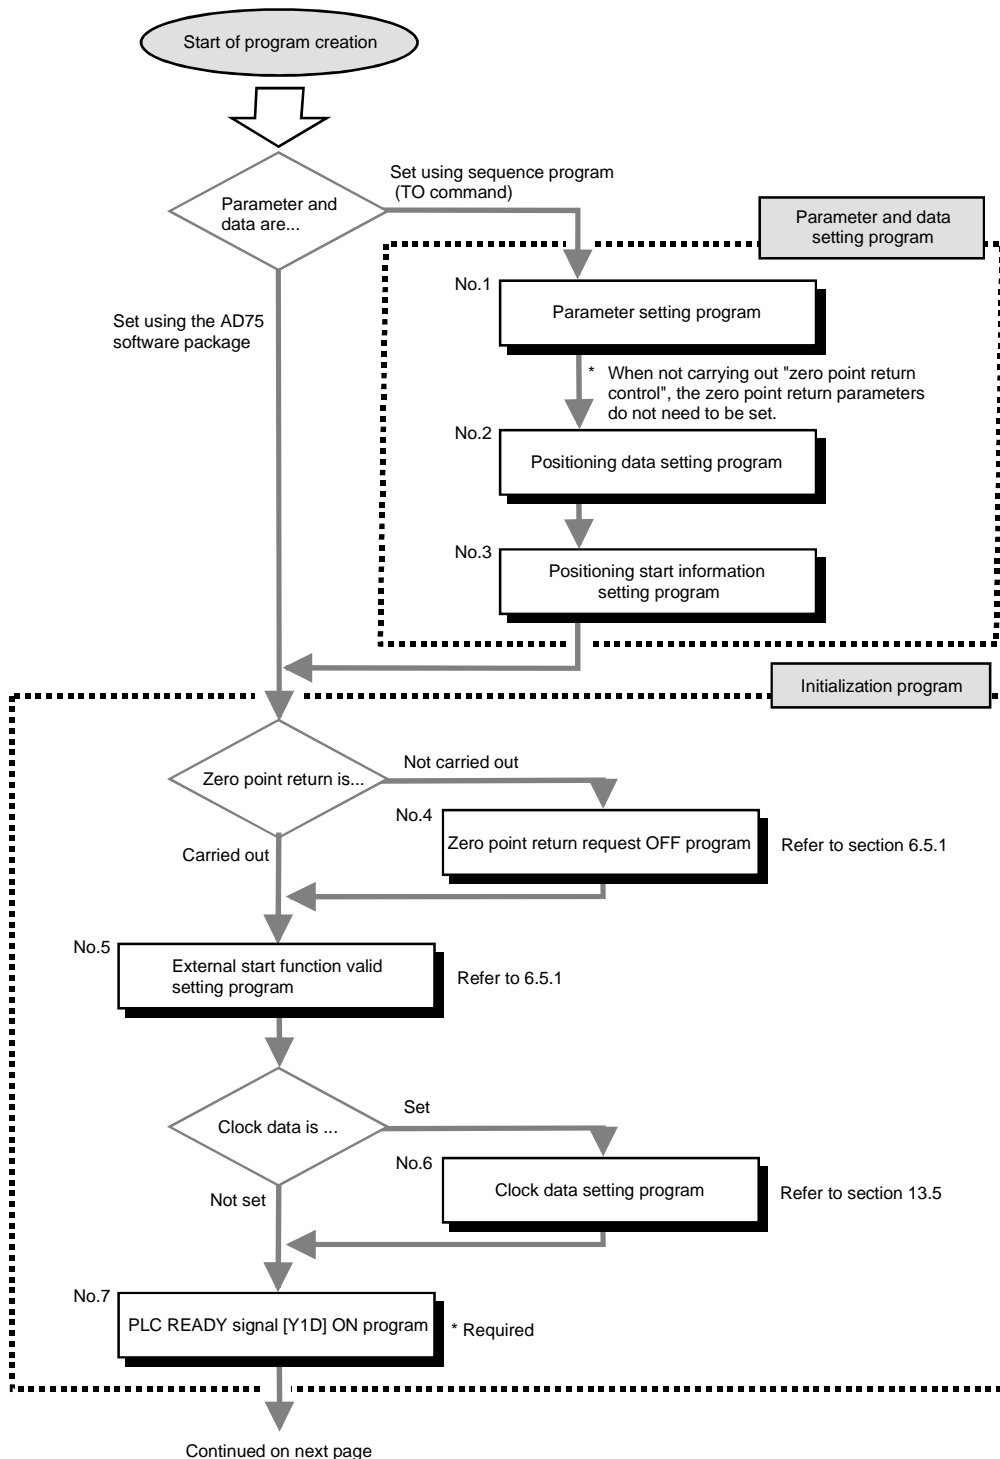 Start of program creation
Set using sequence program
(TO command)
Parameter and
data are...
Parameter and data
setting program
No.1
Parameter setting program
Set using the AD75
software package
* When not carrying out "zero point return
control", the zero point return parameters
do not need to be set.
No.2
Positioning data setting program
No.3
Positioning start information
setting program
Initialization program
Zero point return is...
Not carried out
No.4
Zero point return request OFF program
Refer to section 6.5.1
Carried out
No.5
External start function valid
setting program
Refer to 6.5.1
Clock data is ...
Set
No.6
Clock data setting program
Refer to section 13.5
Not set
No.7
PLC READY signal [Y1D] ON program
* Required
Continued on next page